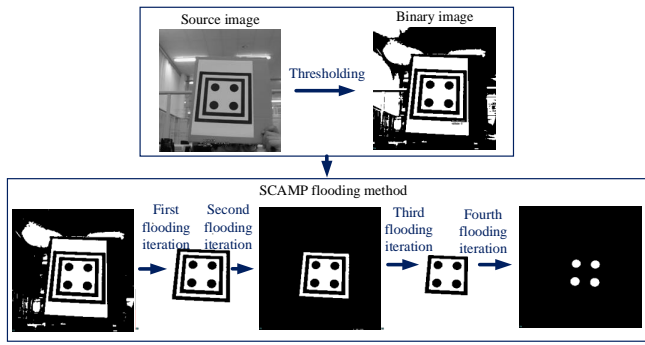 Source image
Binary image
Thresholding
SCAMP flooding method
First
flooding
iteration
Second
flooding
iteration
Third
flooding
iteration
Fourth
flooding
iteration